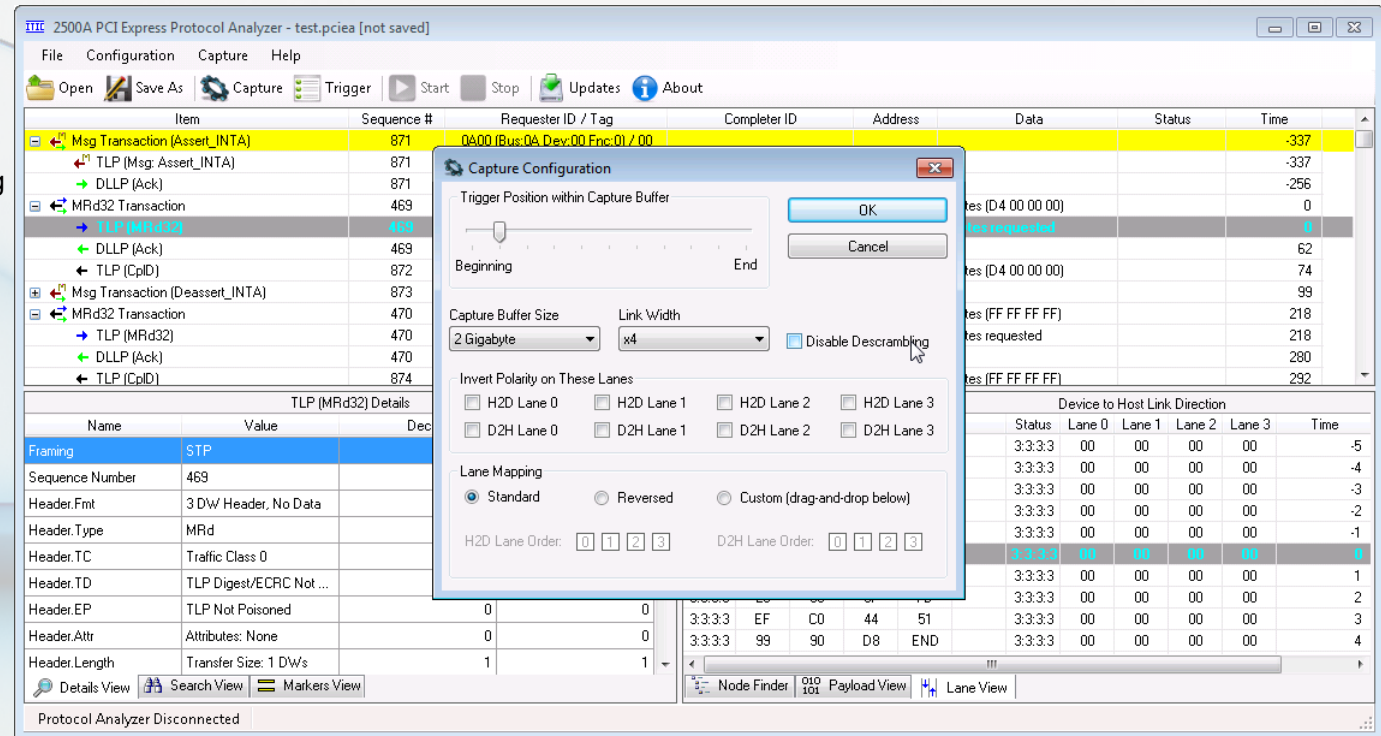 ITIC 2500A PCI Express Protocol Analyzer - test.pciea [not saved]
File Configuration Capture Help
Open Save As Capture Trigger Start Stop Updates About
Item Sequence # Requester ID / Tag Completer ID Address Data Status Time
Msg Transaction (Assert_INTA) 871 0A00 (Bus:0A Dev:00 Fnc:0) / 00 -337
TLP (Msg: Assert_INTA) 871 -337
DLLP (Ack) 871 -256
MRd32 Transaction 469 tes (D4 00 00 00) 0
TLP (MRd32) 469 tes requested 0
DLLP (Ack) 469 62
TLP (CplD) 872 tes (D4 00 00 00) 74
Msg Transaction (Deassert_INTA) 873 99
MRd32 Transaction 470 tes (FF FF FF FF) 218
TLP (MRd32) 470 tes requested 218
DLLP (Ack) 470 280
TLP (CplD) 874 tes (FF FF FF FF) 292
g
Capture Configuration
Trigger Position within Capture Buffer
Beginning End
OK
Cancel
Capture Buffer Size Link Width
2 Gigabyte x4 Disable Descrambling
Invert Polarity on These Lanes
H2D Lane 0 H2D Lane 1 H2D Lane 2 H2D Lane 3
D2H Lane 0 D2H Lane 1 D2H Lane 2 D2H Lane 3
Lane Mapping
Standard Reversed Custom (drag-and-drop below)
H2D Lane Order: 0 1 2 3 D2H Lane Order: 0 1 2 3
TLP (MRd32) Details
Name Value Dec
Framing STP
Sequence Number 469
Header.Fmt 3 DW Header, No Data
Header.Type MRd
Header.TC Traffic Class 0
Header.TD TLP Digest/ECRC Not ...
Header.EP TLP Not Poisoned 0 0
Header.Attr Attributes: None 0 0
Header.Length Transfer Size: 1 DWs 1 1
Details View Search View Markers View
Device to Host Link Direction
Status Lane 0 Lane 1 Lane 2 Lane 3 Time
3:3:3:3 00 00 00 00 -5
3:3:3:3 00 00 00 00 -4
3:3:3:3 00 00 00 00 -3
3:3:3:3 00 00 00 00 -2
3:3:3:3 00 00 00 00 -1
3:3:3:3 00 00 00 00 0
3:3:3:3 00 00 00 00 1
3:3:3:3 00 00 00 00 2
3:3:3:3 EF C0 44 51 3:3:3:3 00 00 00 00 3
3:3:3:3 99 90 D8 END 3:3:3:3 00 00 00 00 4
Node Finder 010 101 Payload View Lane View
Protocol Analyzer Disconnected